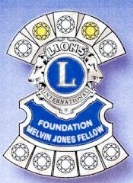 LIONS
L
INTERNATIONAL
FOUNDATION
MELVIN JONES FELLOW